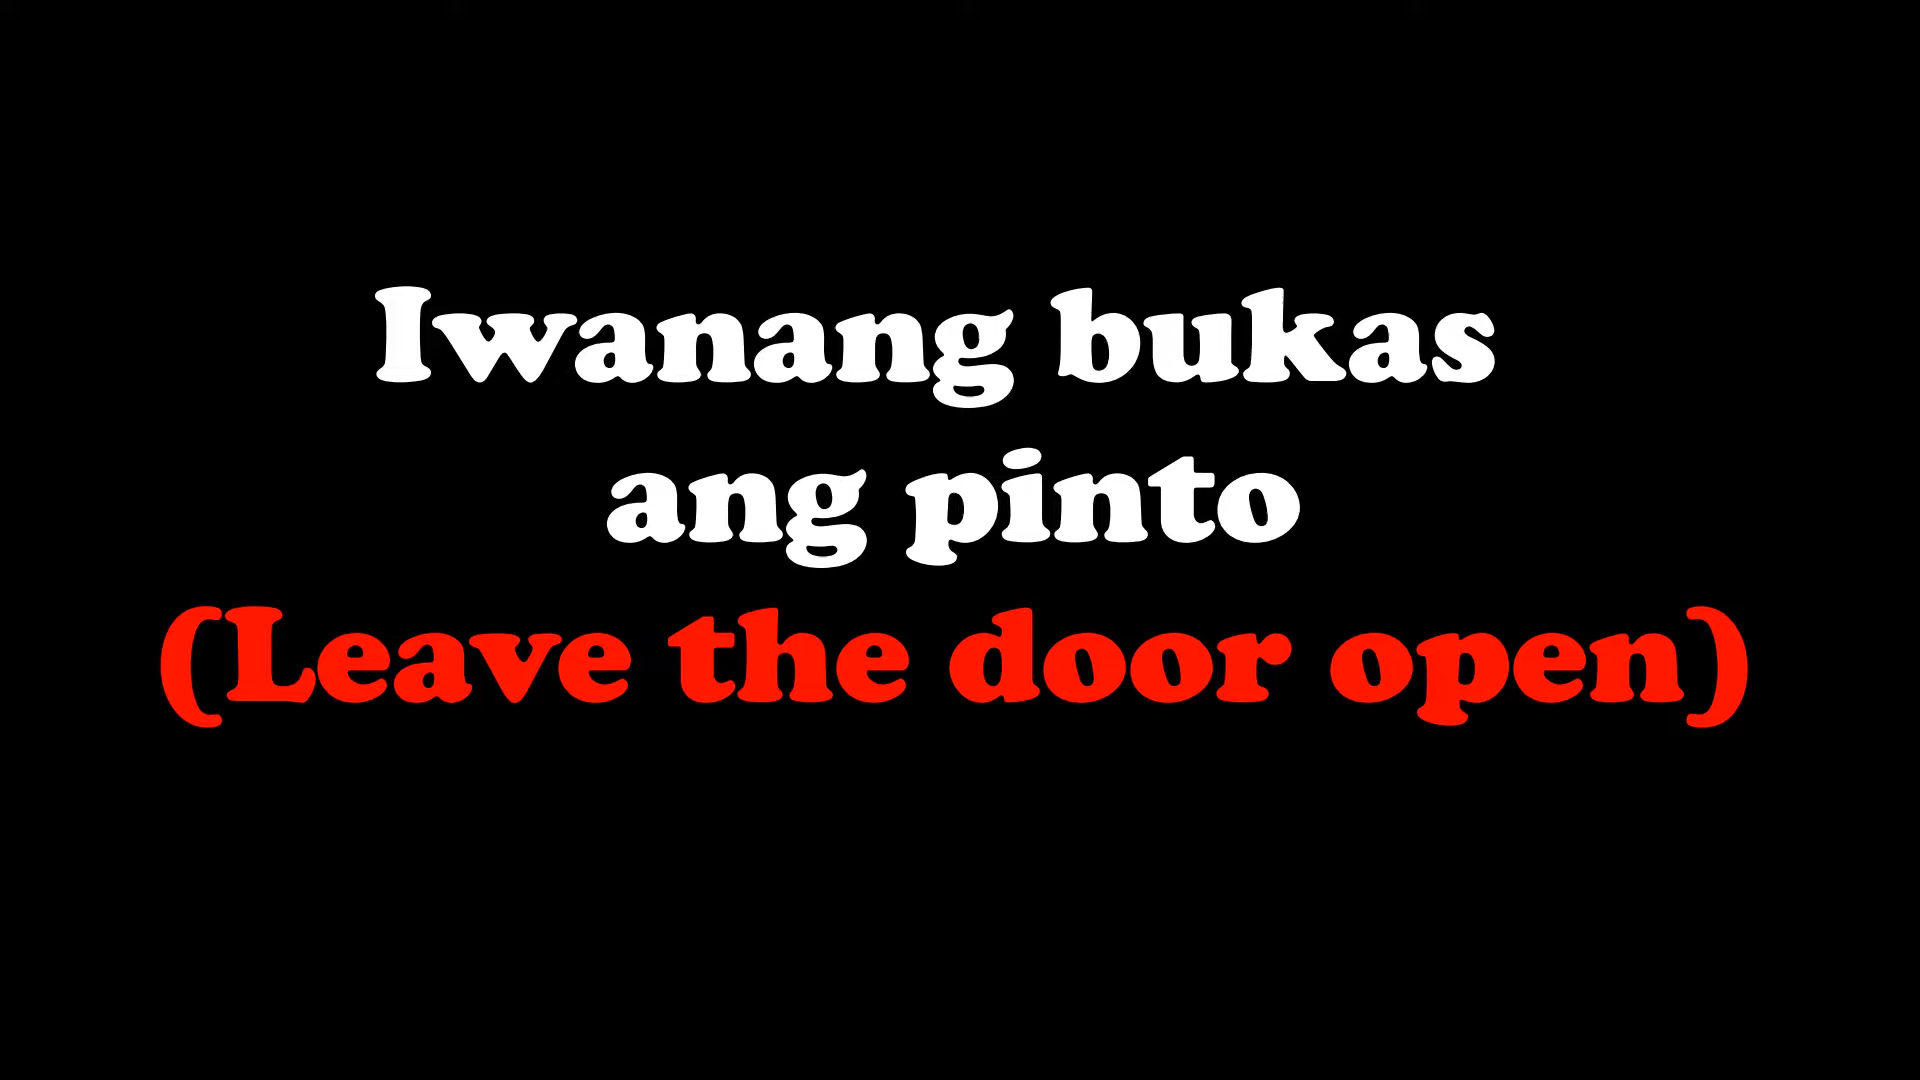 Iwanang bukas
ang pinto
(Leave the door open)